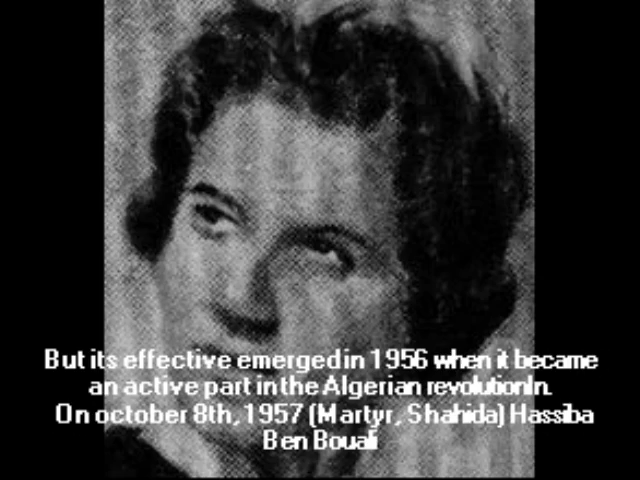 But its effective emerged in 1956 when it became
an active part in the Algerian revolutionIn.
On october 8th, 1957 (Martyr, Shahida) Hassiba
Ben Bouali